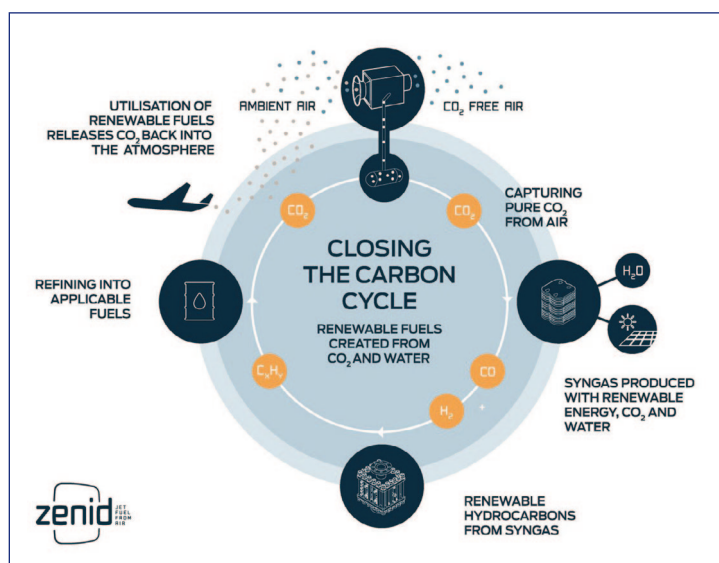 UTILISATION OF
RENEWABLE FUELS
RELEASES CO₂ BACK INTO
THE ATMOSPHERE
AMBIENT AIR
CO₂ FREE AIR
CO₂
CO₂
CAPTURING
PURE CO₂
FROM AIR
CLOSING
THE CARBON
CYCLE
RENEWABLE FUELS
CREATED FROM
CO₂ AND WATER
REFINING INTO
APPLICABLE
FUELS
H₂O
CₓHᵧ
CO
H₂
+
SYNGAS PRODUCED
WITH RENEWABLE
ENERGY, CO₂ AND
WATER
RENEWABLE
HYDROCARBONS
FROM SYNGAS
zenid
JET
FUEL
FROM
AIR